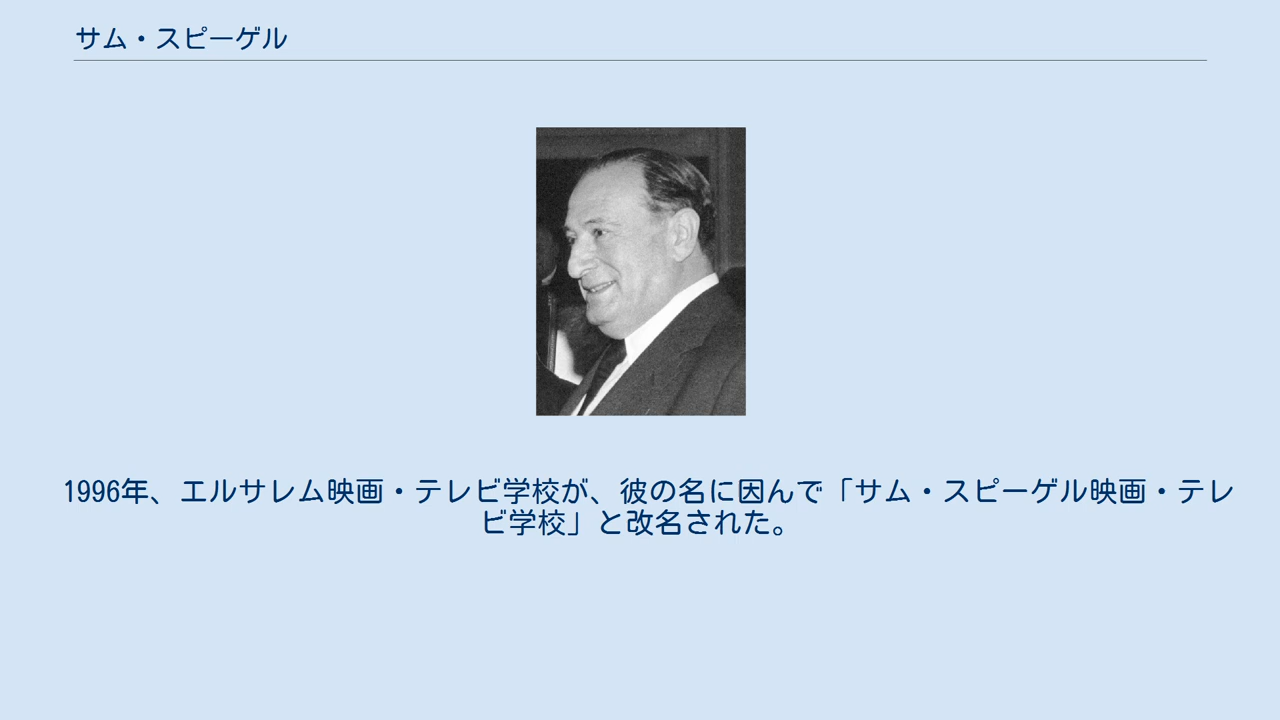 サム・スピーゲル
1996年、エルサレム映画・テレビ学校が、彼の名に因んで「サム・スピーゲル映画・テレ
ビ学校」と改名された。